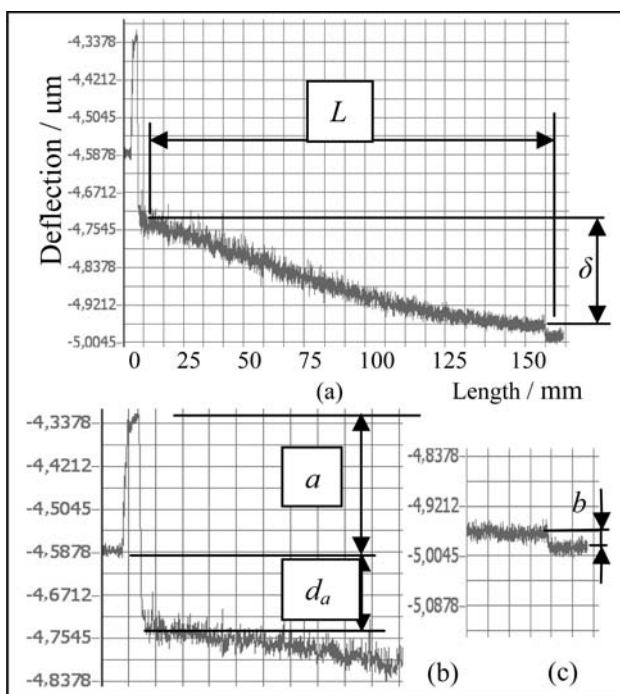 Deflection / um
-4,3378
-4,4212
-4,5045
-4,5878
-4,6712
-4,7545
-4,8378
-4,9212
-5,0045
L
δ
0 25 50 75 100 125 150
(a)
Length / mm
-4,3378
-4,4212
-4,5045
-4,5878
-4,6712
-4,7545
-4,8378
a
dₐ
(b)
-4,8378
-4,9212
-5,0045
-5,0878
b
(c)